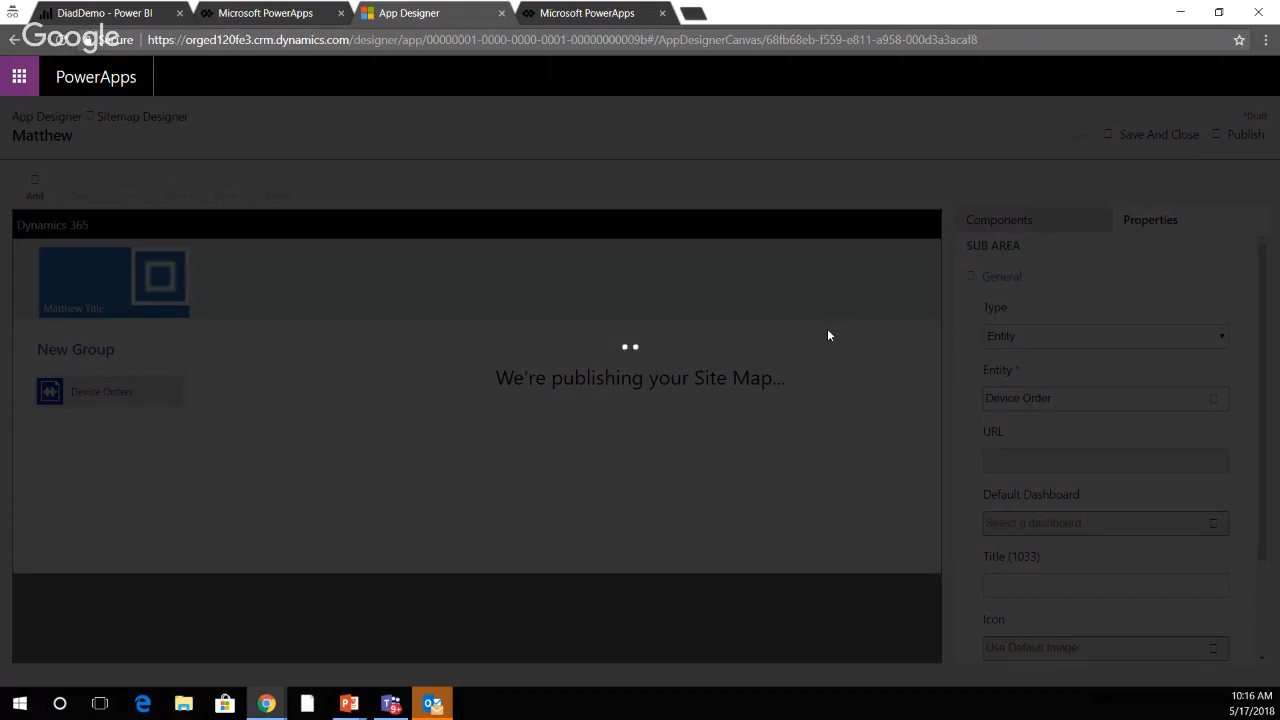 DiadDemo - Power BI
Microsoft PowerApps
App Designer
Microsoft PowerApps
Google
Secure
https://orged120fe3.crm.dynamics.com/designer/app/00000001-0000-0000-0001-00000000009b#/AppDesignerCanvas/68fb68eb-f559-e811-a958-000d3a3acaf8
PowerApps
App Designer Sitemap Designer
*Draft
Matthew
Save And Close
Publish
Add
Dynamics 365
Components
Properties
SUB AREA
General
Matthew Title
Type
Entity
New Group
Entity *
Device Orders
Device Order
We're publishing your Site Map...
URL
Default Dashboard
Select a dashboard
Title (1033)
Icon
Use Default Image
9+
10:16 AM
5/17/2018